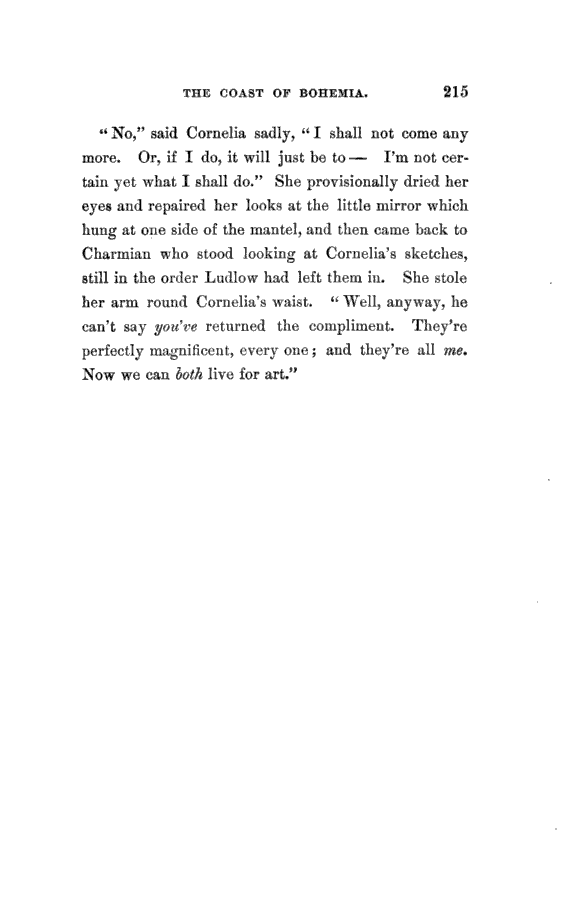 THE COAST OF BOHEMIA. 215
“No,” said Cornelia sadly, “I shall not come any
more. Or, if I do, it will just be to— I'm not cer-
tain yet what I shall do.” She provisionally dried her
eyes and repaired her looks at the little mirror which
hung at one side of the mantel, and then came back to
Charmian who stood looking at Cornelia's sketches,
still in the order Ludlow had left them in. She stole
her arm round Cornelia's waist. “Well, anyway, he
can't say you've returned the compliment. They're
perfectly magnificent, every one; and they're all me.
Now we can both live for art.”